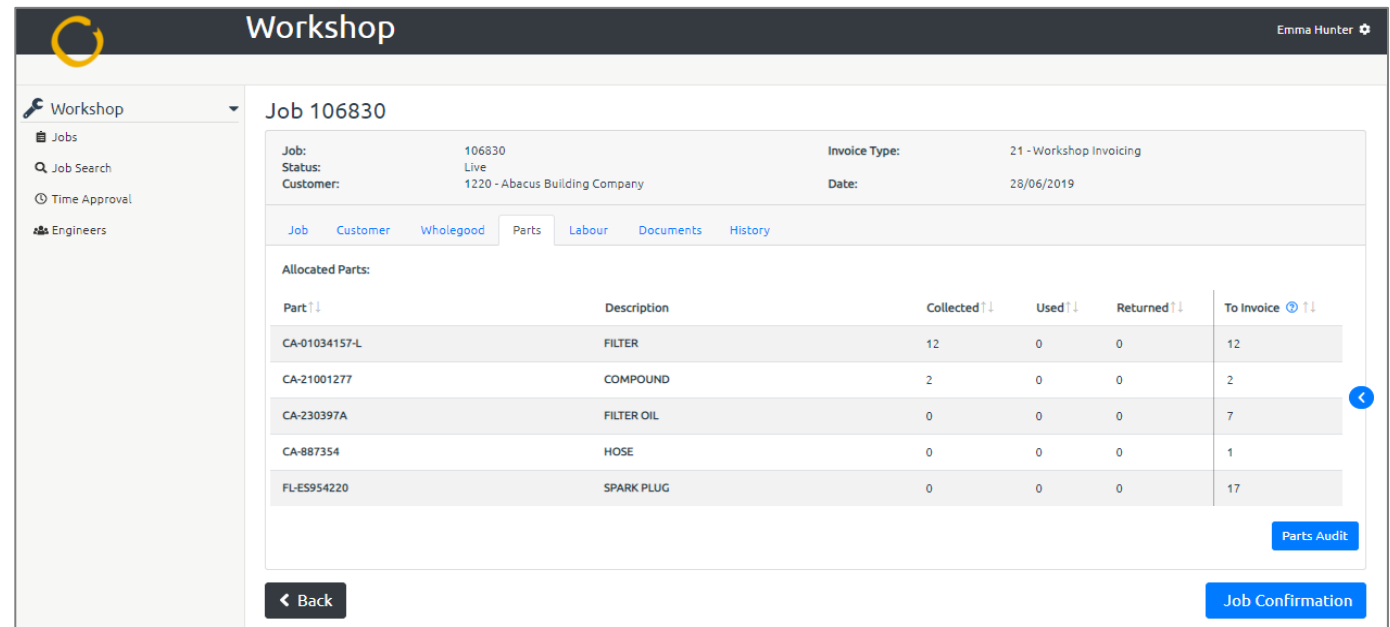 Workshop
Emma Hunter
Workshop
Jobs
Job Search
Time Approval
Engineers
Job 106830
Job: 106830 Invoice Type: 21 - Workshop Invoicing
Status: Live
Customer: 1220 - Abacus Building Company Date: 28/06/2019
Job Customer Wholegood Parts Labour Documents History
Allocated Parts:
Part↑↓ Description Collected↑↓ Used↑↓ Returned↑↓ To Invoice ? ↑↓
CA-01034157-L FILTER 12 0 0 12
CA-21001277 COMPOUND 2 0 0 2
CA-230397A FILTER OIL 0 0 0 7
CA-887354 HOSE 0 0 0 1
FL-ES954220 SPARK PLUG 0 0 0 17
Parts Audit
Back
Job Confirmation